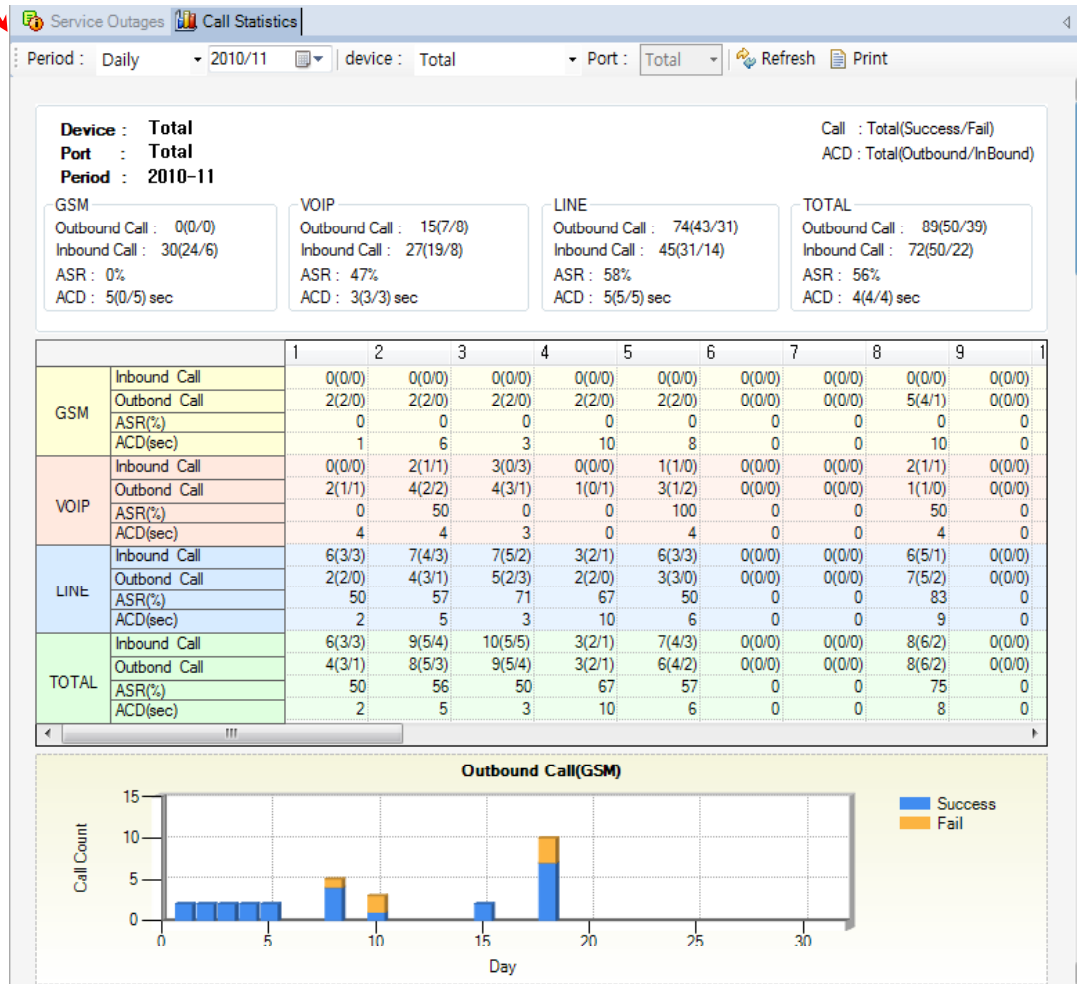 Service Outages Call Statistics
Period : Daily 2010/11 device : Total Port : Total Refresh Print
Device : Total
Port : Total
Period : 2010-11
Call : Total(Success/Fail)
ACD : Total(Outbound/InBound)
GSM
Outbound Call : 0(0/0)
Inbound Call : 30(24/6)
ASR : 0%
ACD : 5(0/5) sec
VOIP
Outbound Call : 15(7/8)
Inbound Call : 27(19/8)
ASR : 47%
ACD : 3(3/3) sec
LINE
Outbound Call : 74(43/31)
Inbound Call : 45(31/14)
ASR : 58%
ACD : 5(5/5) sec
TOTAL
Outbound Call : 89(50/39)
Inbound Call : 72(50/22)
ASR : 56%
ACD : 4(4/4) sec
1 2 3 4 5 6 7 8 9 1
GSM
Inbound Call 0(0/0) 0(0/0) 0(0/0) 0(0/0) 0(0/0) 0(0/0) 0(0/0) 0(0/0) 0(0/0)
Outbond Call 2(2/0) 2(2/0) 2(2/0) 2(2/0) 2(2/0) 0(0/0) 0(0/0) 5(4/1) 0(0/0)
ASR(%) 0 0 0 0 0 0 0 0 0
ACD(sec) 1 6 3 10 8 0 0 10 0
VOIP
Inbound Call 0(0/0) 2(1/1) 3(0/3) 0(0/0) 1(1/0) 0(0/0) 0(0/0) 2(1/1) 0(0/0)
Outbond Call 2(1/1) 4(2/2) 4(3/1) 1(0/1) 3(1/2) 0(0/0) 0(0/0) 1(1/0) 0(0/0)
ASR(%) 0 50 0 0 100 0 0 50 0
ACD(sec) 4 4 3 0 4 0 0 4 0
LINE
Inbound Call 6(3/3) 7(4/3) 7(5/2) 3(2/1) 6(3/3) 0(0/0) 0(0/0) 6(5/1) 0(0/0)
Outbond Call 2(2/0) 4(3/1) 5(2/3) 2(2/0) 3(3/0) 0(0/0) 0(0/0) 7(5/2) 0(0/0)
ASR(%) 50 57 71 67 50 0 0 83 0
ACD(sec) 2 5 3 10 6 0 0 9 0
TOTAL
Inbound Call 6(3/3) 9(5/4) 10(5/5) 3(2/1) 7(4/3) 0(0/0) 0(0/0) 8(6/2) 0(0/0)
Outbond Call 4(3/1) 8(5/3) 9(5/4) 3(2/1) 6(4/2) 0(0/0) 0(0/0) 8(6/2) 0(0/0)
ASR(%) 50 56 50 67 57 0 0 75 0
ACD(sec) 2 5 3 10 6 0 0 8 0
Outbound Call(GSM)
15
10
5
0
Call Count
Success
Fail
0 5 10 15 20 25 30
Day